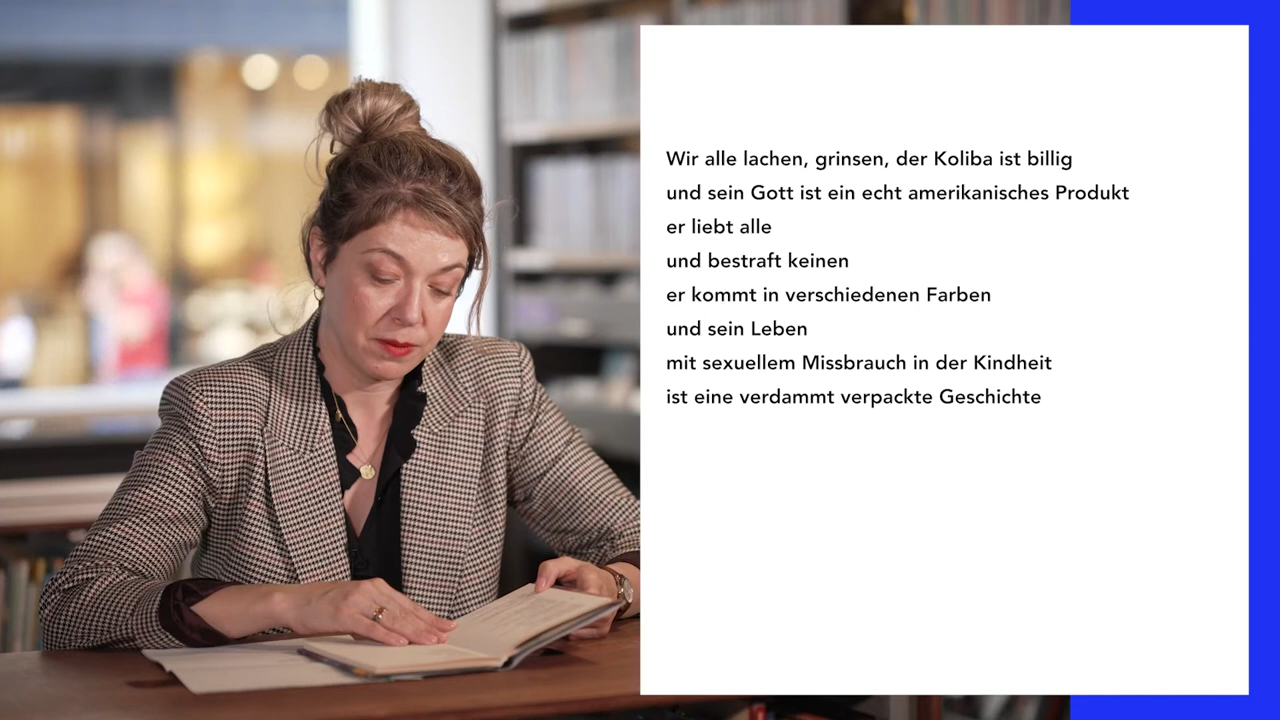 Wir alle lachen, grinsen, der Koliba ist billig
und sein Gott ist ein echt amerikanisches Produkt
er liebt alle
und bestraft keinen
er kommt in verschiedenen Farben
und sein Leben
mit sexuellem Missbrauch in der Kindheit
ist eine verdammt verpackte Geschichte